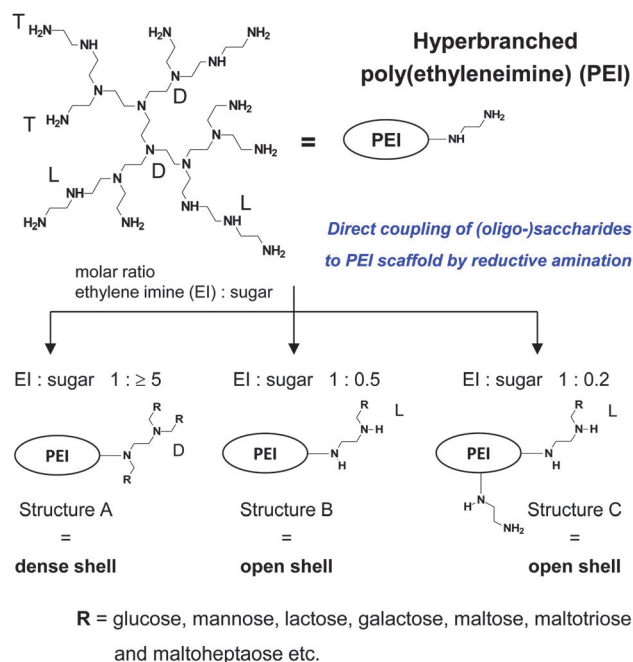 T
H2N
NH
NH2
NH2
H2N
N
N
NH
NH2
Hyperbranched
poly(ethyleneimine) (PEI)
N
N
D
T
H2N
NH2
N
NH2
=
PEI
NH
NH2
N
D
N
L
N
NH
H2N
NH2
NH
NH
L
NH2
Direct coupling of (oligo-)saccharides
to PEI scaffold by reductive amination
molar ratio
ethylene imine (EI) : sugar
EI : sugar 1 : ≥ 5
EI : sugar 1 : 0.5
EI : sugar 1 : 0.2
PEI
N
R
N
R
R
D
PEI
N
H
R
N-H
L
PEI
N
H
R
N-H
L
H-N
NH2
Structure A
=
dense shell
Structure B
=
open shell
Structure C
=
open shell
R = glucose, mannose, lactose, galactose, maltose, maltotriose
and maltoheptaose etc.